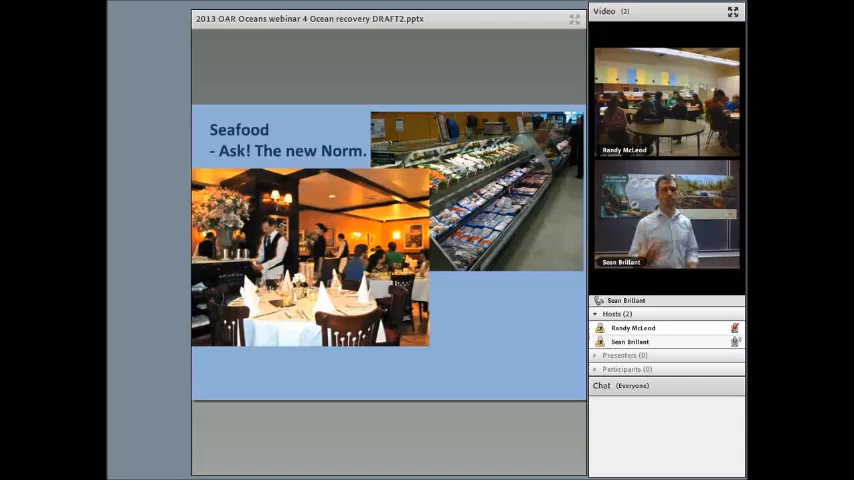 2013 OAR Oceans webinar 4 Ocean recovery DRAFT2.pptx
Seafood
- Ask! The new Norm.
Video (2)
Randy McLeod
Sean Brillant
Sean Brillant
Hosts (2)
Randy McLeod
Sean Brillant
Presenters (0)
Participants (0)
Chat (Everyone)